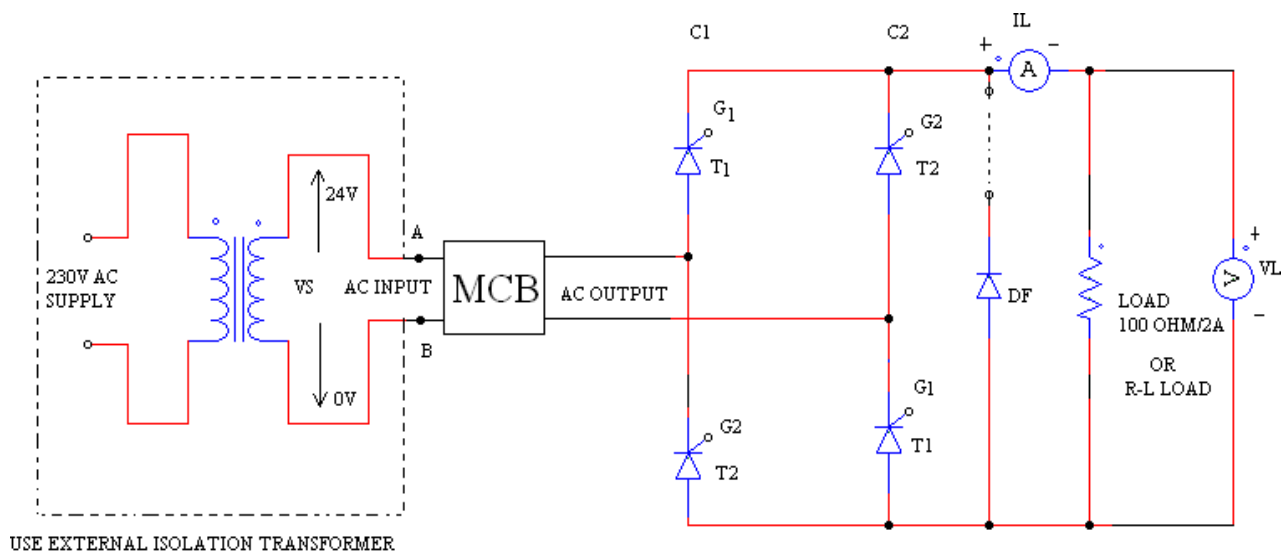 C1
C2
IL
+
−
A
G1
T1
G2
T2
24V
A
230V AC
SUPPLY
VS
AC INPUT
MCB
AC OUTPUT
B
0V
DF
LOAD
100 OHM/2A
OR
R-L LOAD
+
V
VL
−
G2
T2
G1
T1
USE EXTERNAL ISOLATION TRANSFORMER